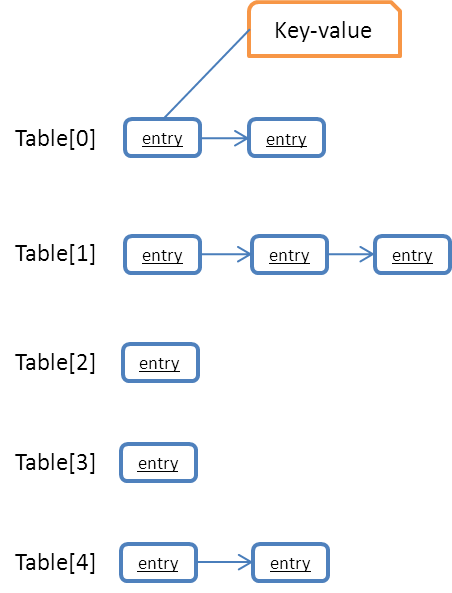 Key-value
Table[0] entry entry
Table[1] entry entry entry
Table[2] entry
Table[3] entry
Table[4] entry entry